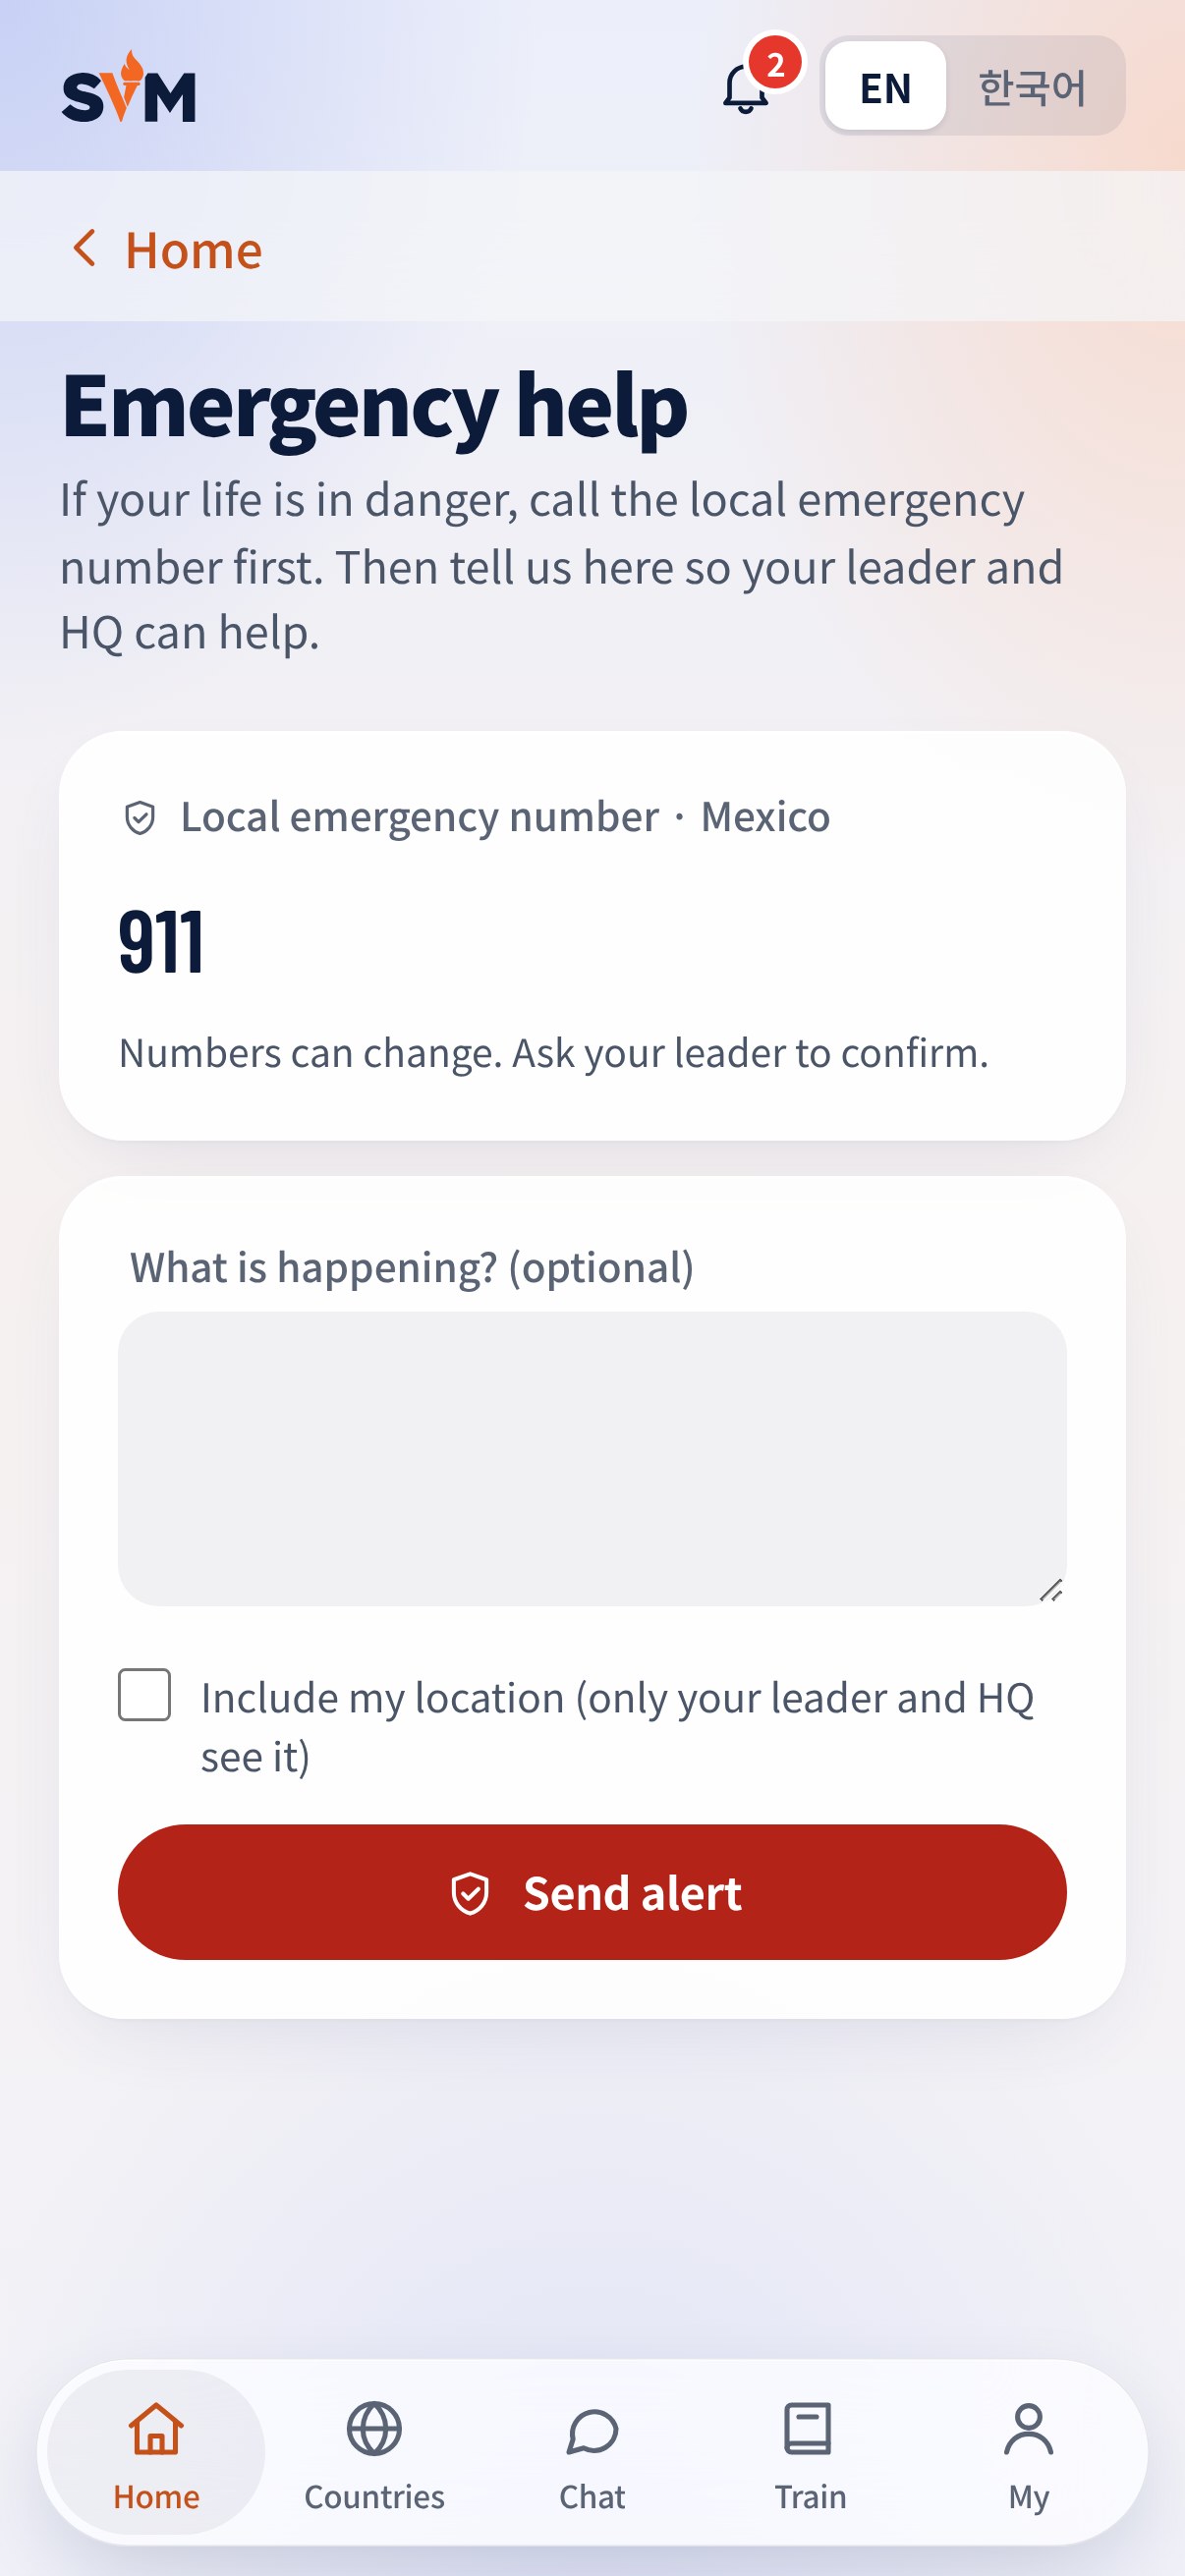 SVM
2
EN
한국어
Home
Emergency help
If your life is in danger, call the local emergency
number first. Then tell us here so your leader and
HQ can help.
Local emergency number · Mexico
911
Numbers can change. Ask your leader to confirm.
What is happening? (optional)
Include my location (only your leader and HQ
see it)
Send alert
Home
Countries
Chat
Train
My